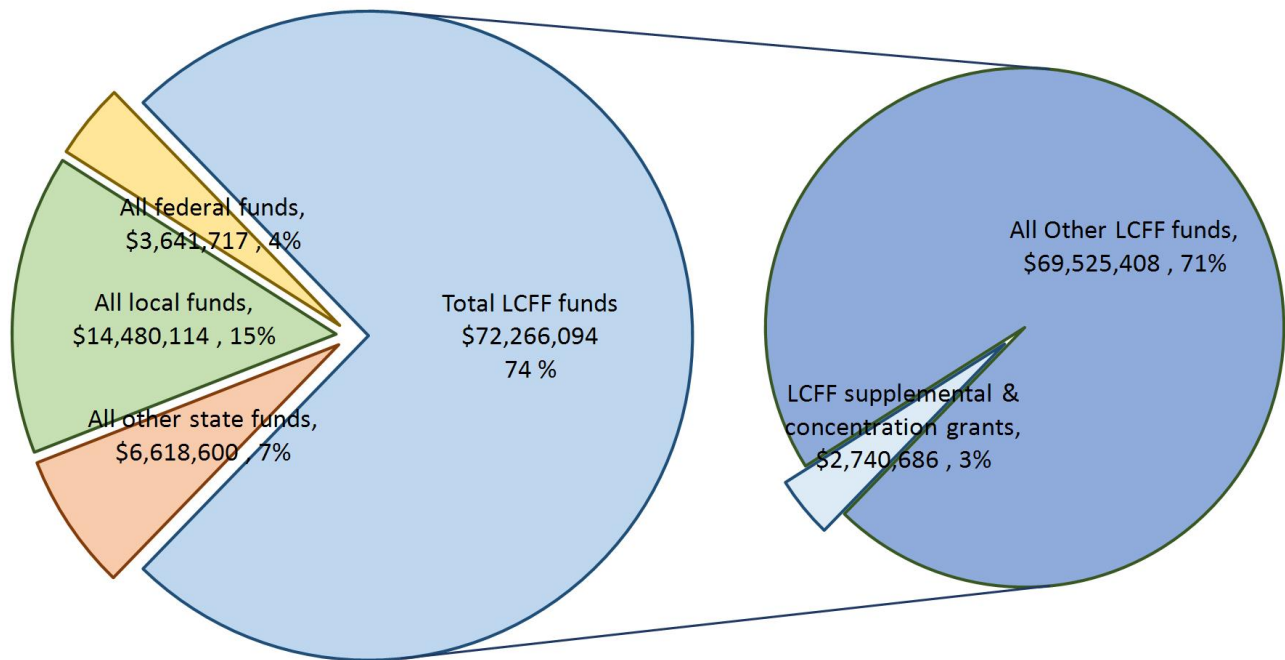 All federal funds,
$3,641,717 , 4%
All local funds,
$14,480,114 , 15%
All other state funds,
$6,618,600 , 7%
Total LCFF funds
$72,266,094
74 %
All Other LCFF funds,
$69,525,408 , 71%
LCFF supplemental &
concentration grants,
$2,740,686 , 3%